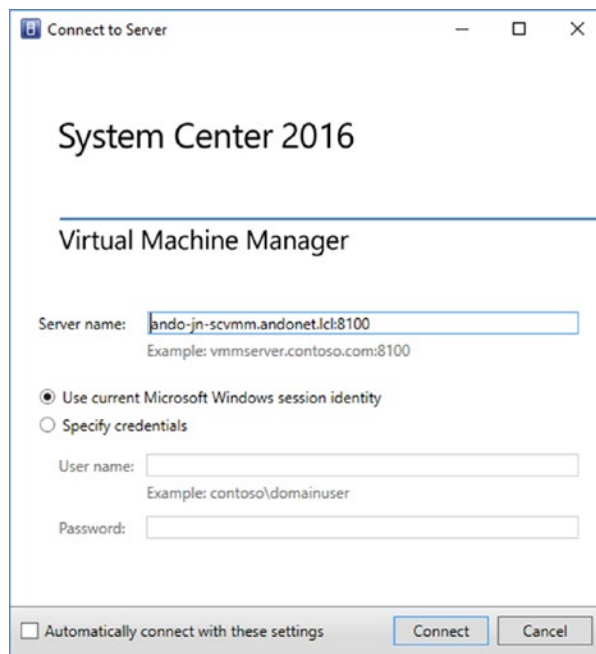 Connect to Server
System Center 2016
Virtual Machine Manager
Server name: ando-jn-scvmm.andonet.lcl:8100
Example: vmmserver.contoso.com:8100
Use current Microsoft Windows session identity
Specify credentials
User name:
Example: contoso\domainuser
Password:
Automatically connect with these settings Connect Cancel